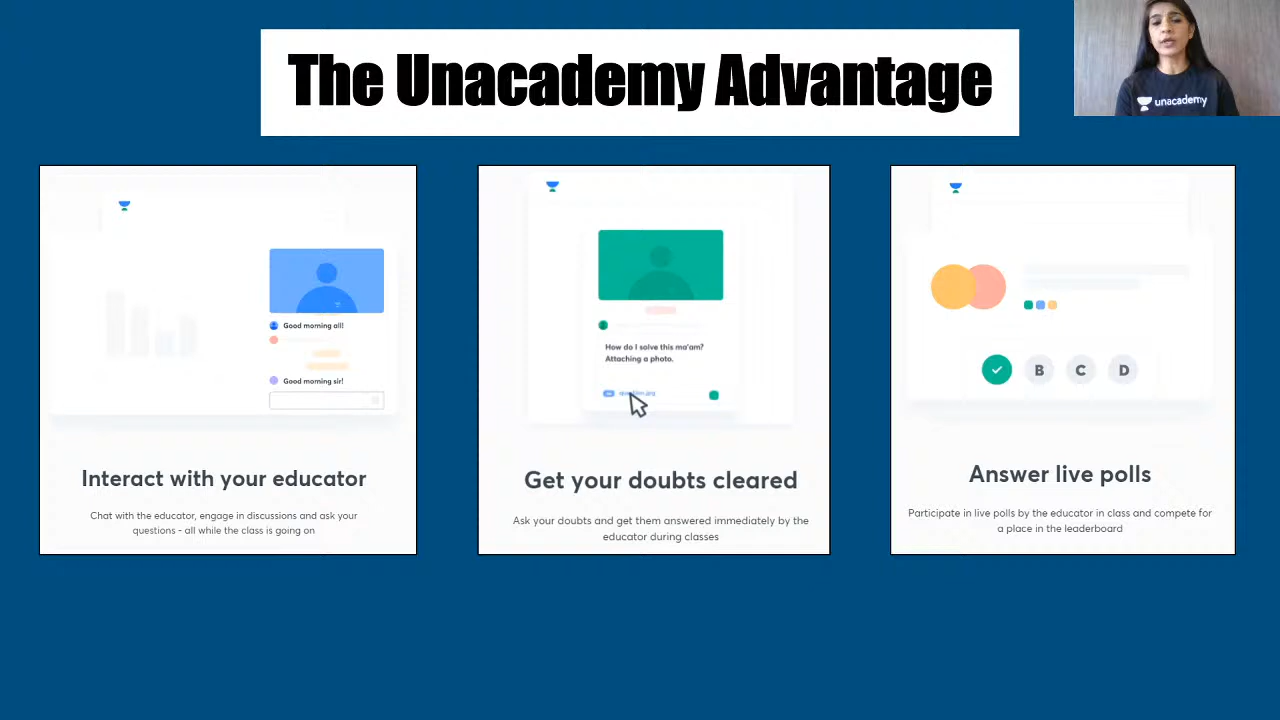 The Unacademy Advantage
unacademy
Good morning all!
Good morning sir!
Interact with your educator
Chat with the educator, engage in discussions and ask your
questions - all while the class is going on
How do I solve this ma'am?
Attaching a photo.
Get your doubts cleared
Ask your doubts and get them answered immediately by the
educator during classes
B C D
Answer live polls
Participate in live polls by the educator in class and compete for
a place in the leaderboard